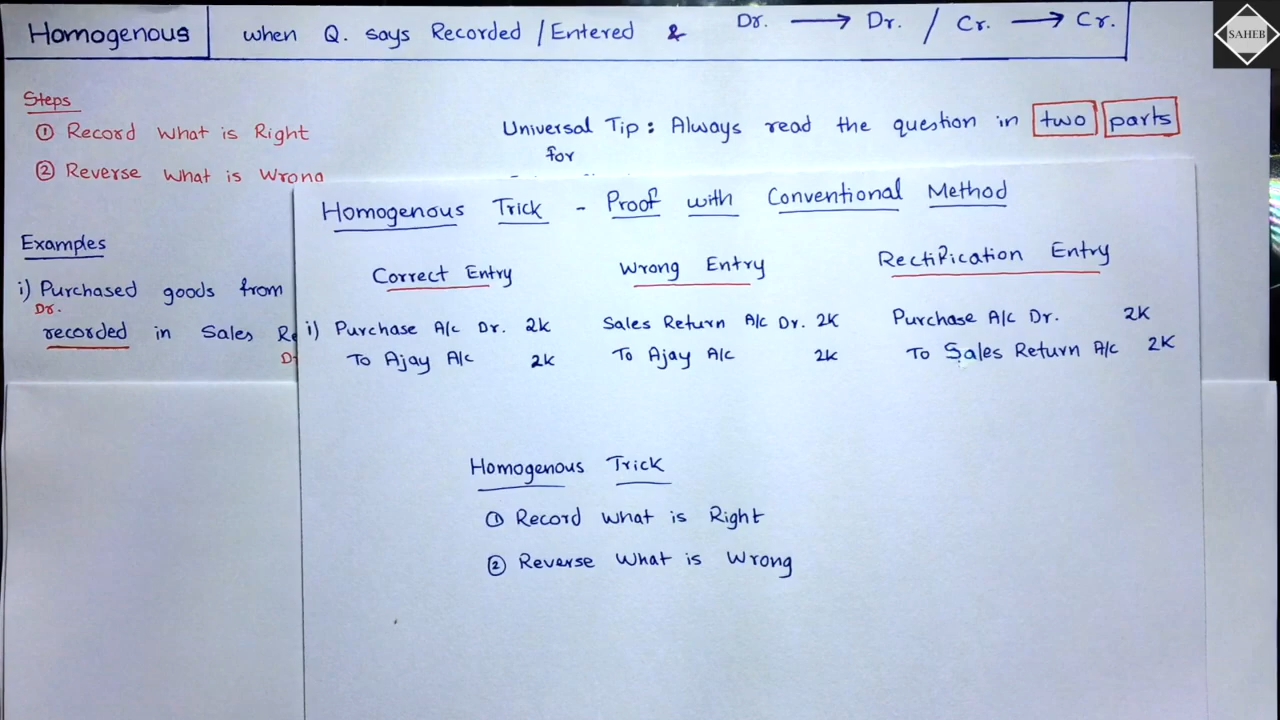 Homogenous when Q. says Recorded / Entered & Dr. → Dr. / Cr. → Cr.
SAHEB
Steps
① Record What is Right
② Reverse What is Wrong
Universal Tip : Always read the question in two parts
for
Examples
i) Purchased goods from
Dr.
recorded in Sales Re
Homogenous Trick - Proof with Conventional Method
Correct Entry Wrong Entry Rectification Entry
i) Purchase A/c Dr. 2K Sales Return A/c Dr. 2K Purchase A/c Dr. 2K
To Ajay A/c 2K To Ajay A/c 2K To Sales Return A/c 2K
Homogenous Trick
① Record What is Right
② Reverse What is Wrong